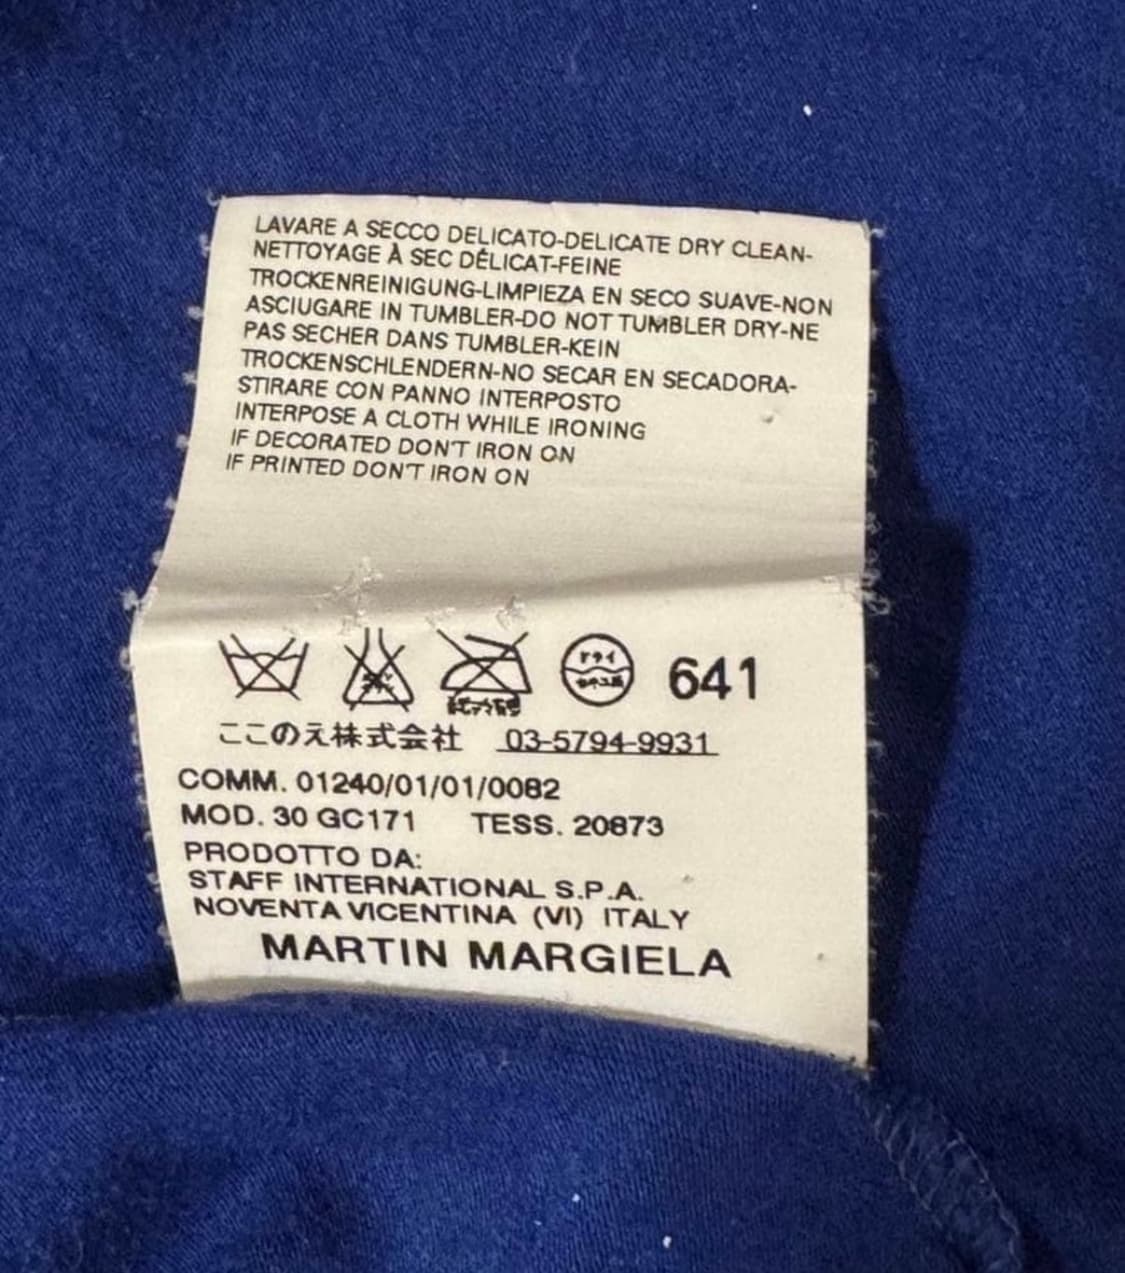 LAVARE A SECCO DELICATO-DELICATE DRY CLEAN-
NETTOYAGE À SEC DÉLICAT-FEINE
TROCKENREINIGUNG-LIMPIEZA EN SECO SUAVE-NON
ASCIUGARE IN TUMBLER-DO NOT TUMBLER DRY-NE
PAS SECHER DANS TUMBLER-KEIN
TROCKENSCHLENDERN-NO SECAR EN SECADORA-
STIRARE CON PANNO INTERPOSTO
INTERPOSE A CLOTH WHILE IRONING
IF DECORATED DON'T IRON ON
IF PRINTED DON'T IRON ON
ドライ
641
ここのえ株式会社 03-5794-9931
COMM. 01240/01/01/0082
MOD. 30 GC171 TESS. 20873
PRODOTTO DA:
STAFF INTERNATIONAL S.P.A.
NOVENTA VICENTINA (VI) ITALY
MARTIN MARGIELA